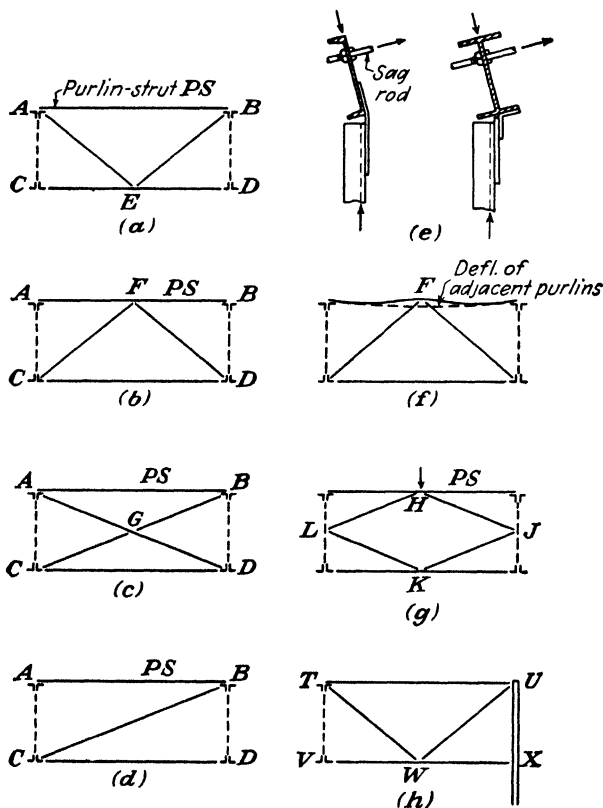 Purlin-strut PS
A B
C D
E
(a)
Sag
rod
(e)
A F PS B
C D
(b)
F Defl. of
adjacent purlins
(f)
A PS B
G
C D
(c)
PS
H
L J
K
(g)
A PS B
C D
(d)
T U
V W X
(h)